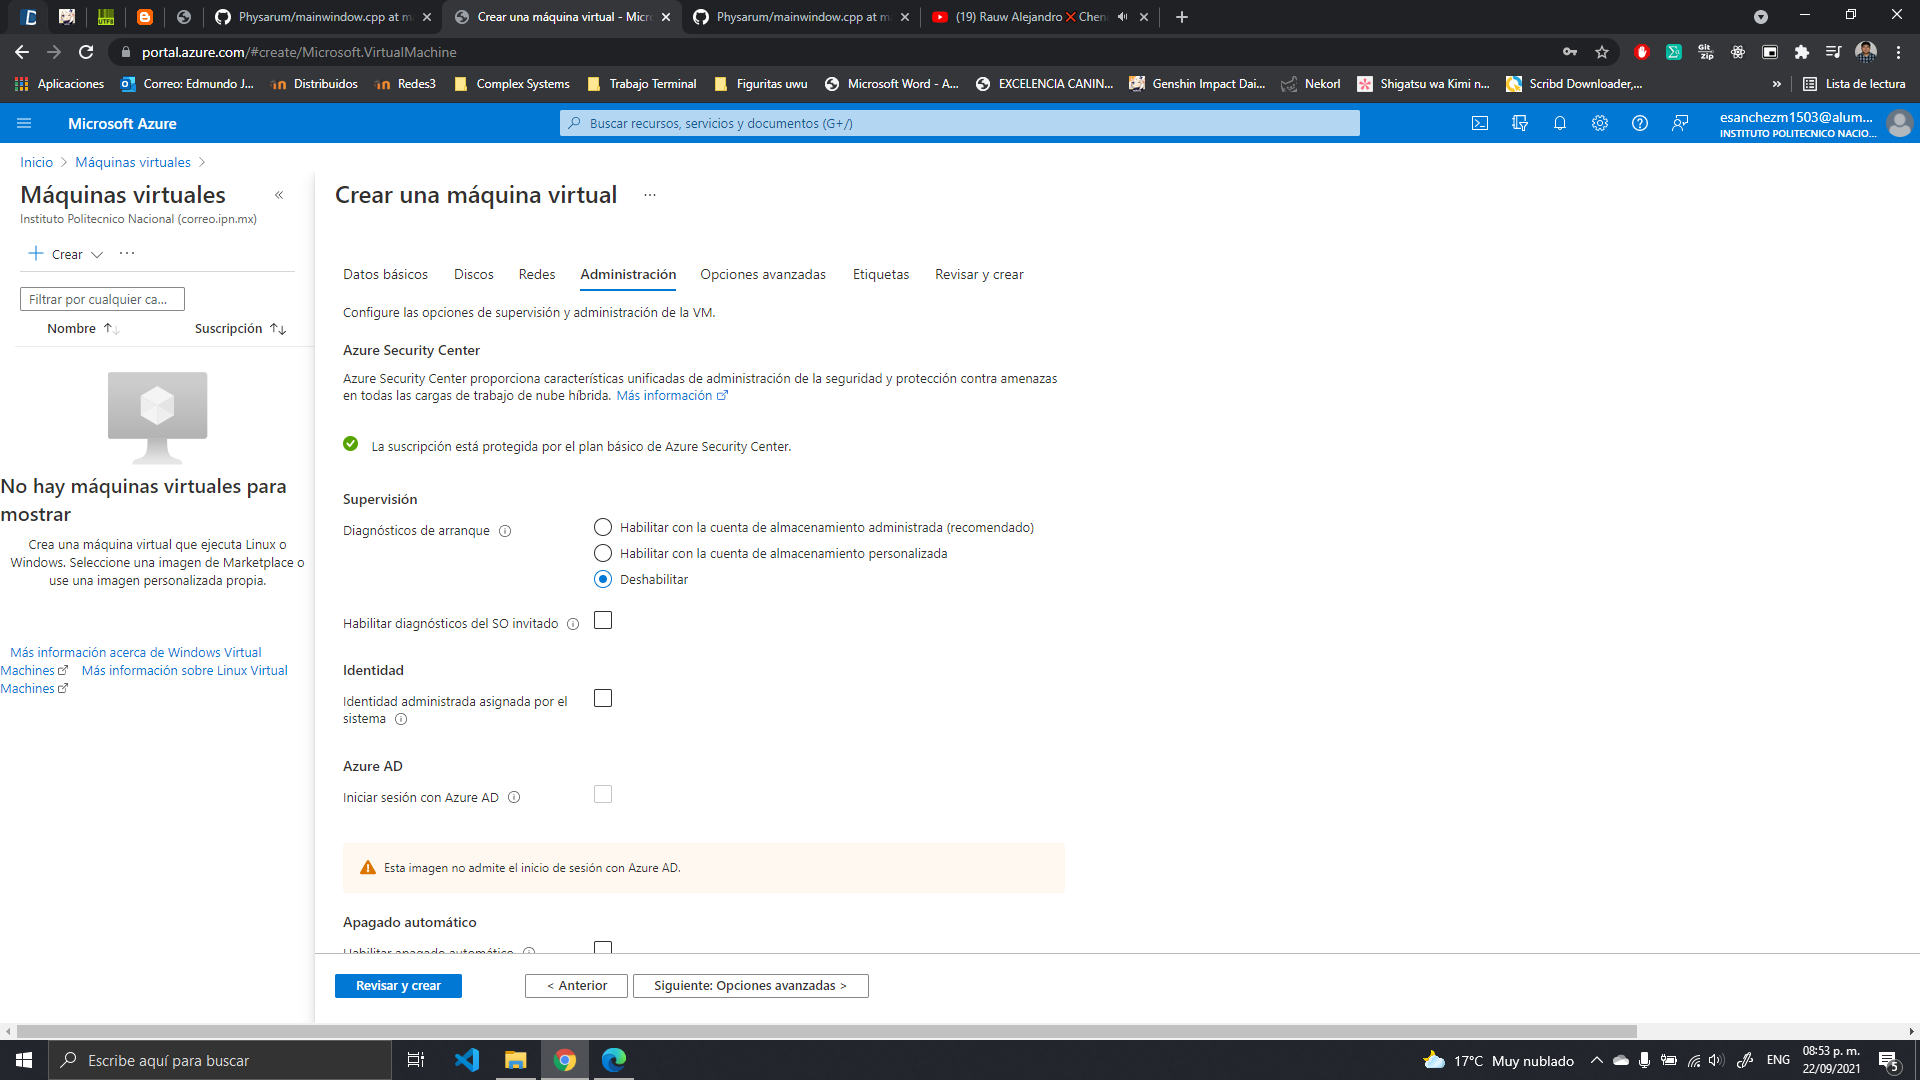 Physarum/mainwindow.cpp at m
Crear una máquina virtual - Micr
Physarum/mainwindow.cpp at ma
(19) Rauw Alejandro❌Chen
portal.azure.com/#create/Microsoft.VirtualMachine
Aplicaciones
Correo: Edmundo J...
Distribuidos
Redes3
Complex Systems
Trabajo Terminal
Figuritas uwu
Microsoft Word - A...
EXCELENCIA CANIN...
Genshin Impact Dai...
Nekorl
Shigatsu wa Kimi n...
Scribd Downloader,...
»
Lista de lectura
Microsoft Azure
Buscar recursos, servicios y documentos (G+/)
esanchezm1503@alum...
INSTITUTO POLITECNICO NACIO...
Inicio > Máquinas virtuales >
Máquinas virtuales «
Instituto Politecnico Nacional (correo.ipn.mx)
+ Crear ···
Filtrar por cualquier ca...
Nombre ↑↓ Suscripción ↑↓
No hay máquinas virtuales para
mostrar
Crea una máquina virtual que ejecuta Linux o
Windows. Seleccione una imagen de Marketplace o
use una imagen personalizada propia.
Más información acerca de Windows Virtual
Machines Más información sobre Linux Virtual
Machines
Crear una máquina virtual ···
Datos básicos Discos Redes Administración Opciones avanzadas Etiquetas Revisar y crear
Configure las opciones de supervisión y administración de la VM.
Azure Security Center
Azure Security Center proporciona características unificadas de administración de la seguridad y protección contra amenazas
en todas las cargas de trabajo de nube híbrida. Más información
La suscripción está protegida por el plan básico de Azure Security Center.
Supervisión
Diagnósticos de arranque
Habilitar con la cuenta de almacenamiento administrada (recomendado)
Habilitar con la cuenta de almacenamiento personalizada
Deshabilitar
Habilitar diagnósticos del SO invitado
Identidad
Identidad administrada asignada por el
sistema
Azure AD
Iniciar sesión con Azure AD
Esta imagen no admite el inicio de sesión con Azure AD.
Apagado automático
Habilitar apagado automático
Revisar y crear
< Anterior
Siguiente: Opciones avanzadas >
Escribe aquí para buscar
17°C Muy nublado
ENG
08:53 p. m.
22/09/2021
5